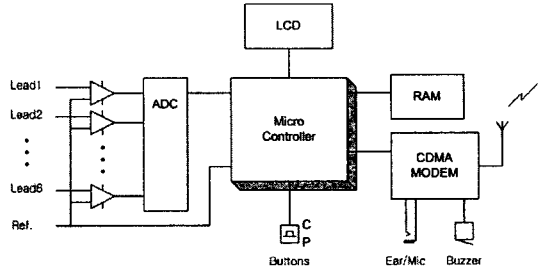 LCD
Lead1
Lead2
Lead6
Ref.
ADC
Micro
Controller
RAM
CDMA
MODEM
C
P
Buttons
Ear/Mic
Buzzer